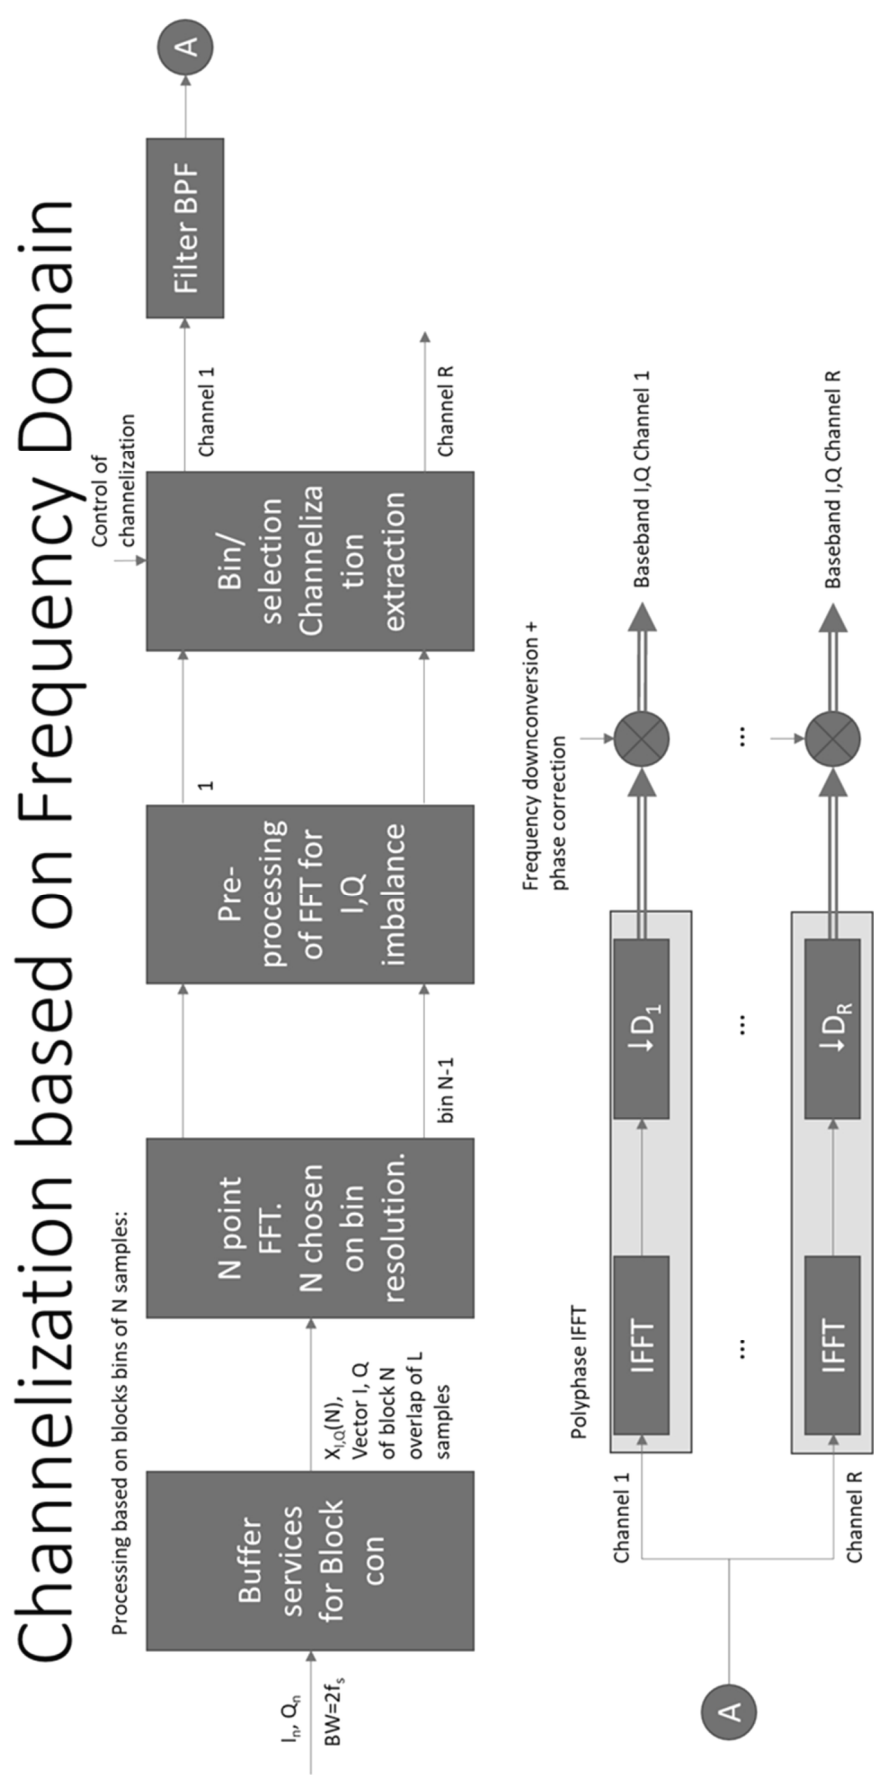 Channelization based on Frequency Domain
Processing based on blocks bins of N samples:
Iₙ, Qₙ
BW=2fₛ
Buffer
services
for Block
con
X_I,Q(N),
Vector I, Q
of block N
overlap of L
samples
N point
FFT.
N chosen
on bin
resolution.
bin N-1
Pre-
processing
of FFT for
I,Q
imbalance
1
Control of
channelization
Bin/
selection
Channeliza
tion
extraction
Channel 1
Channel R
Filter BPF
A
A
Channel 1
Channel R
Polyphase IFFT
IFFT
↓D₁
...
...
IFFT
↓D_R
Frequency downconversion +
phase correction
...
Baseband I,Q Channel 1
Baseband I,Q Channel R